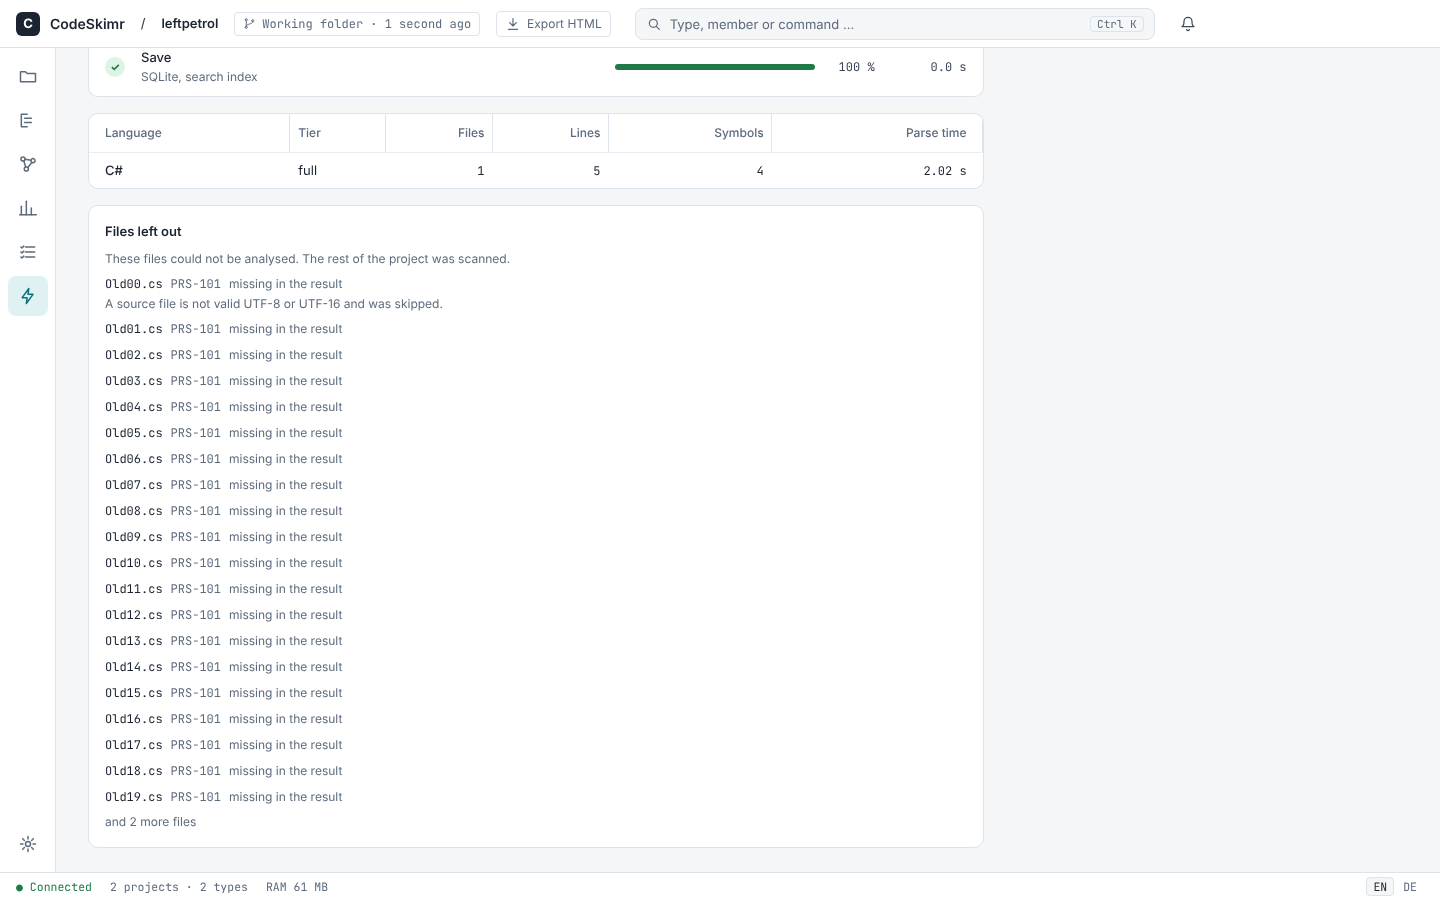 C CodeSkimr / leftpetrol Working folder · 1 second ago Export HTML Type, member or command ... Ctrl K
Save
SQLite, search index
100 % 0.0 s
Language Tier Files Lines Symbols Parse time
C# full 1 5 4 2.02 s
Files left out
These files could not be analysed. The rest of the project was scanned.
Old00.cs PRS-101 missing in the result
A source file is not valid UTF-8 or UTF-16 and was skipped.
Old01.cs PRS-101 missing in the result
Old02.cs PRS-101 missing in the result
Old03.cs PRS-101 missing in the result
Old04.cs PRS-101 missing in the result
Old05.cs PRS-101 missing in the result
Old06.cs PRS-101 missing in the result
Old07.cs PRS-101 missing in the result
Old08.cs PRS-101 missing in the result
Old09.cs PRS-101 missing in the result
Old10.cs PRS-101 missing in the result
Old11.cs PRS-101 missing in the result
Old12.cs PRS-101 missing in the result
Old13.cs PRS-101 missing in the result
Old14.cs PRS-101 missing in the result
Old15.cs PRS-101 missing in the result
Old16.cs PRS-101 missing in the result
Old17.cs PRS-101 missing in the result
Old18.cs PRS-101 missing in the result
Old19.cs PRS-101 missing in the result
and 2 more files
Connected 2 projects · 2 types RAM 61 MB EN DE